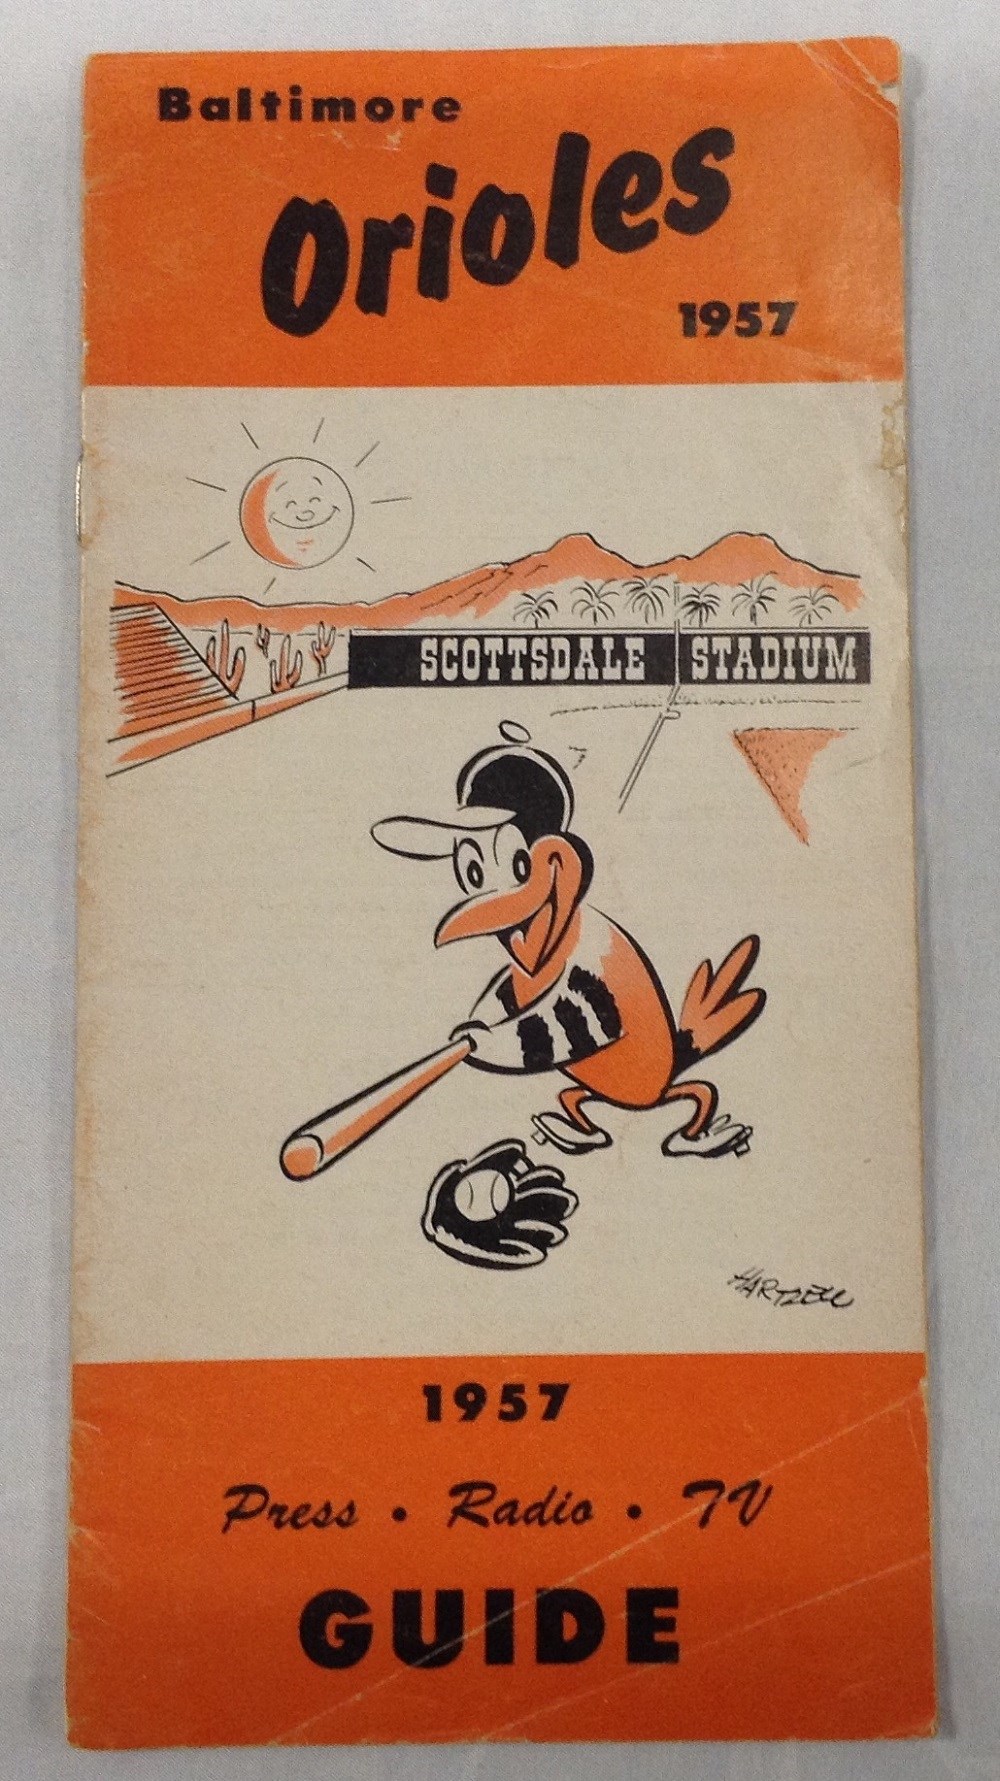 Baltimore
Orioles
1957
SCOTTSDALE STADIUM
HARTZELL
1957
Press • Radio • TV
GUIDE